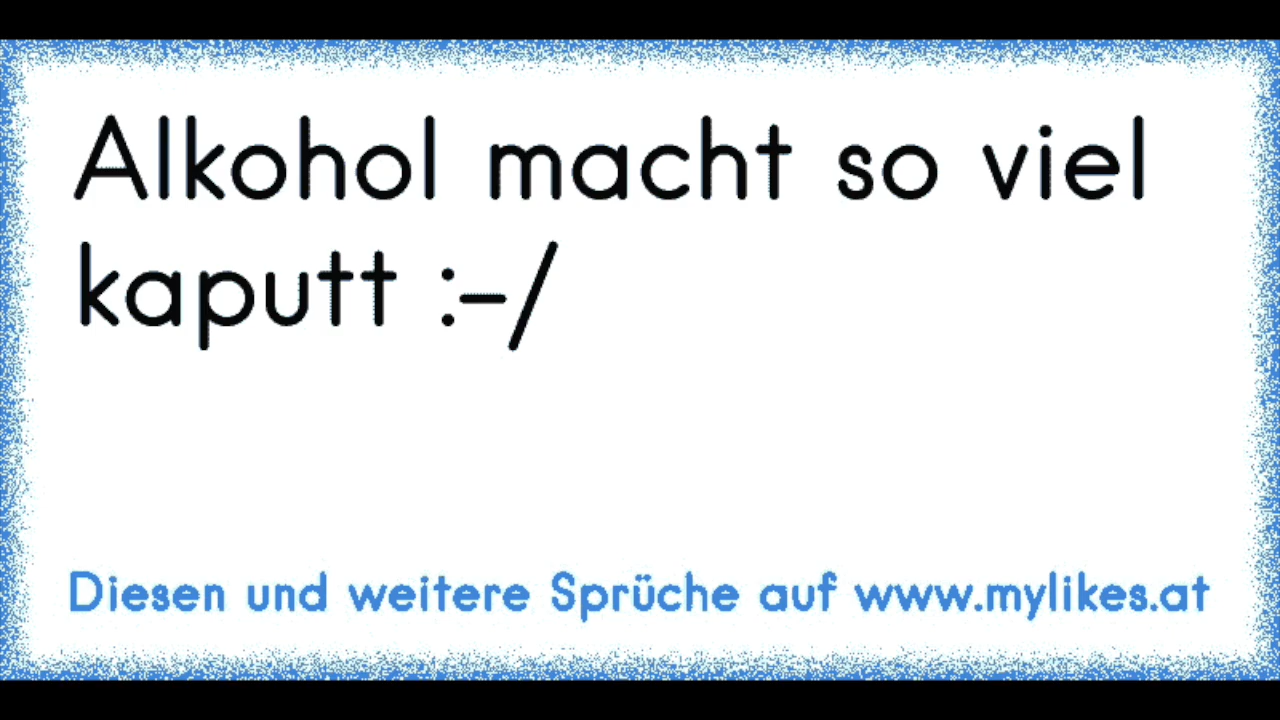 Alkohol macht so viel
kaputt :-/
Diesen und weitere Sprüche auf www.mylikes.at